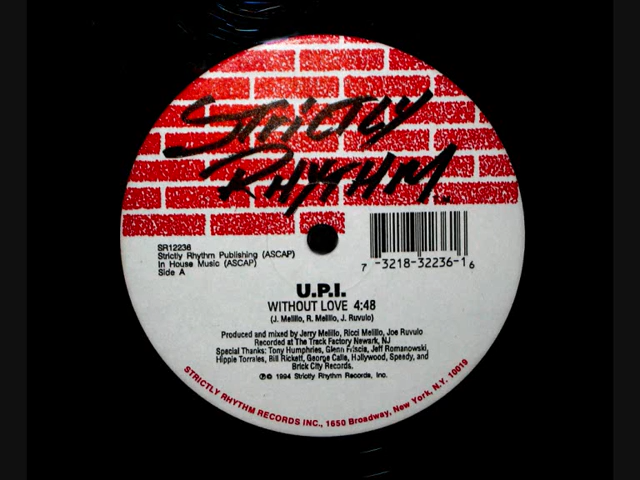 STRICTLY
RHYTHM.
SR12236
Strictly Rhythm Publishing (ASCAP)
In House Music (ASCAP)
Side A
7 -3218-32236-1 6
U.P.I.
WITHOUT LOVE 4:48
(J. Melillo, R. Melillo, J. Ruvulo)
Produced and mixed by Jerry Melillo, Ricci Melillo, Joe Ruvulo
Recorded at The Track Factory Newark, NJ
Special Thanks: Tony Humphries, Glenn Friscia, Jeff Romanowski,
Hippie Torrales, Bill Rickett, George Calle, Hollywood, Speedy, and
Brick City Records.
℗© 1994 Strictly Rhythm Records, Inc.
STRICTLY RHYTHM RECORDS INC., 1650 Broadway, New York, N.Y. 10019